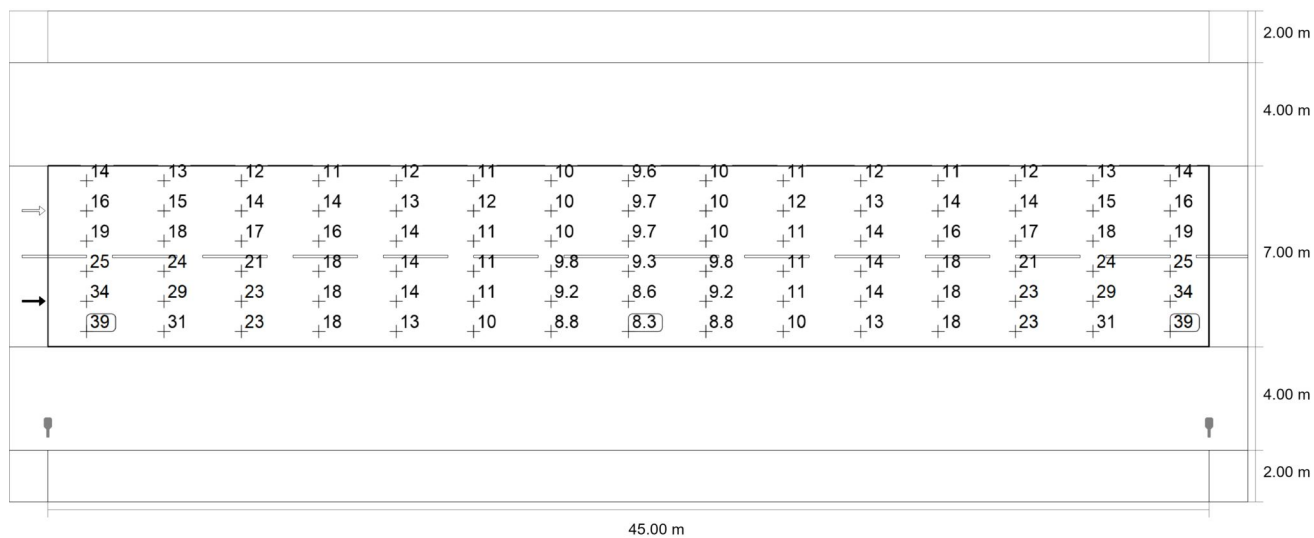 2.00 m
4.00 m
14 13 12 11 12 11 10 9.6 10 11 12 11 12 13 14
16 15 14 14 13 12 10 9.7 10 12 13 14 14 15 16
19 18 17 16 14 11 10 9.7 10 11 14 16 17 18 19
7.00 m
25 24 21 18 14 11 9.8 9.3 9.8 11 14 18 21 24 25
34 29 23 18 14 11 9.2 8.6 9.2 11 14 18 23 29 34
39 31 23 18 13 10 8.8 8.3 8.8 10 13 18 23 31 39
4.00 m
2.00 m
45.00 m